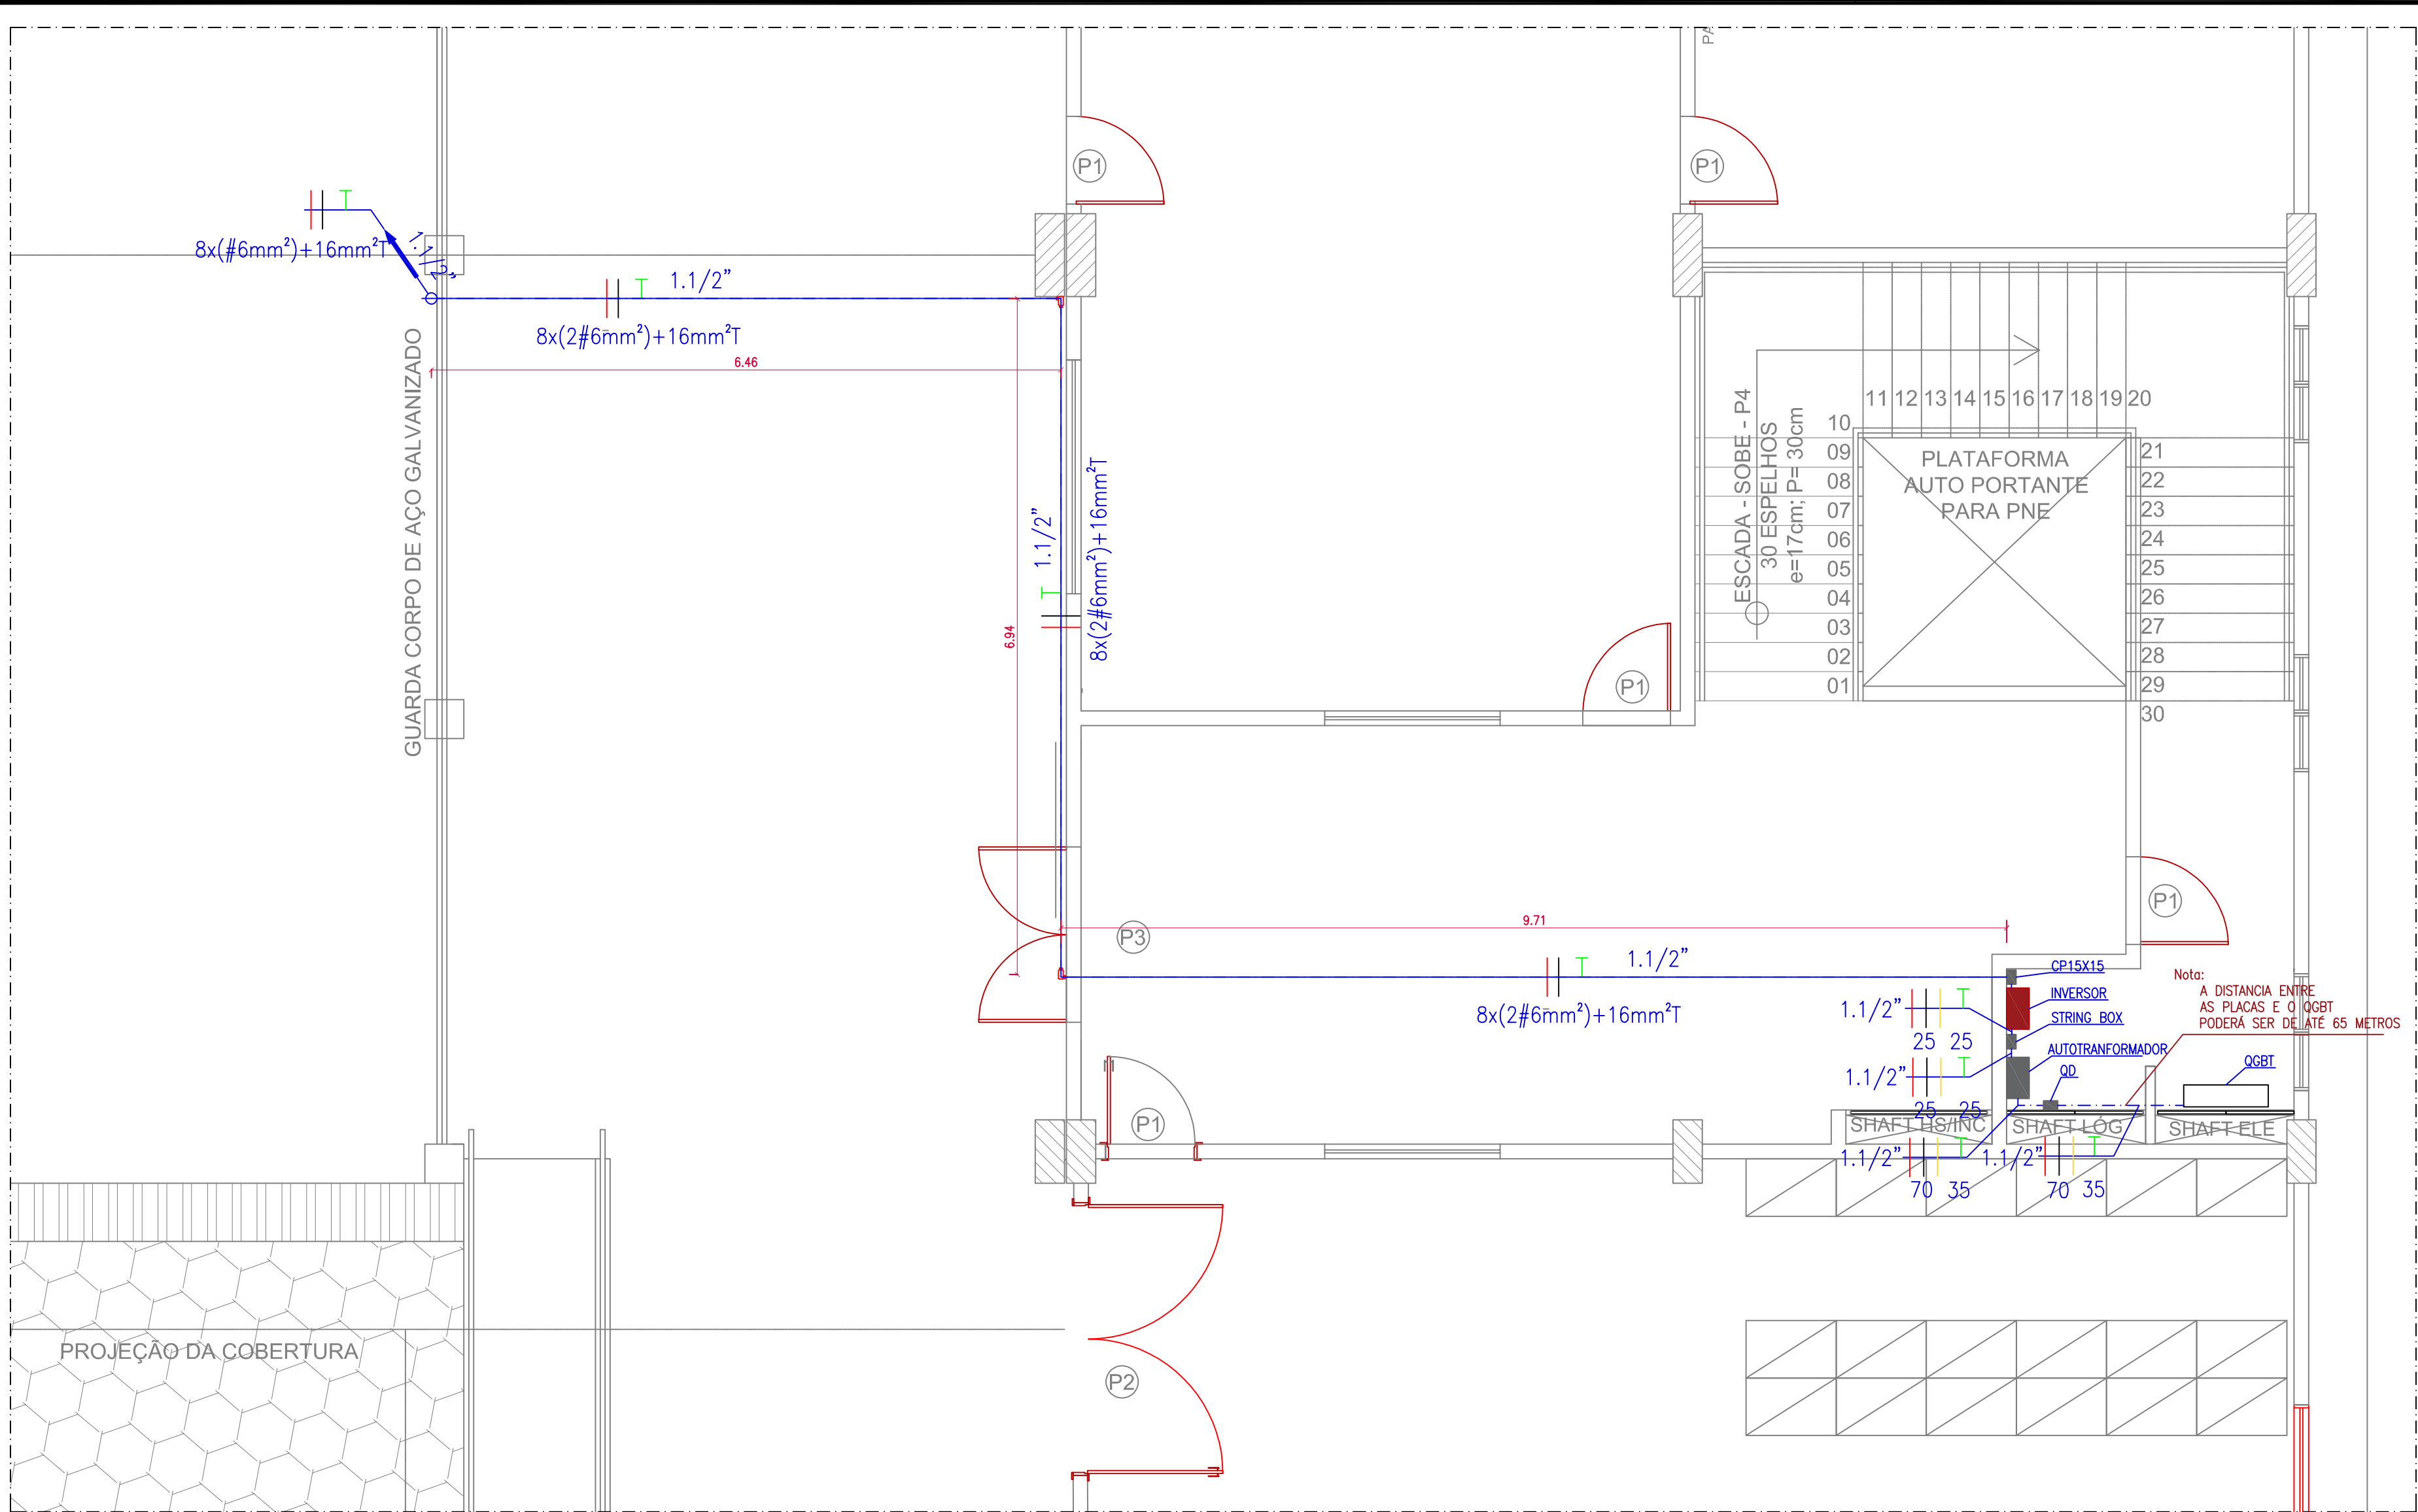 PA
P1
P1
8x(#6mm²)+16mm²T
1.1/2"
1.1/2"
8x(2#6mm²)+16mm²T
6.46
GUARDA CORPO DE AÇO GALVANIZADO
6.94
1.1/2"
8x(2#6mm²)+16mm²T
ESCADA - SOBE - P4
30 ESPELHOS
e=17cm; P= 30cm
11 12 13 14 15 16 17 18 19 20
10
09
08
07
06
05
04
03
02
01
PLATAFORMA
AUTO PORTANTE
PARA PNE
21
22
23
24
25
26
27
28
29
30
P1
P1
P3
9.71
1.1/2"
8x(2#6mm²)+16mm²T
CP15X15
INVERSOR
STRING BOX
AUTOTRANFORMADOR
QD
QGBT
Nota:
A DISTANCIA ENTRE
AS PLACAS E O QGBT
PODERÁ SER DE ATÉ 65 METROS
1.1/2"
25 25
1.1/2"
25 25
P1
SHAFT HS/INC
SHAFT LÓG
SHAFT ELE
1.1/2"
70 35
1.1/2"
70 35
PROJEÇÃO DA COBERTURA
P2